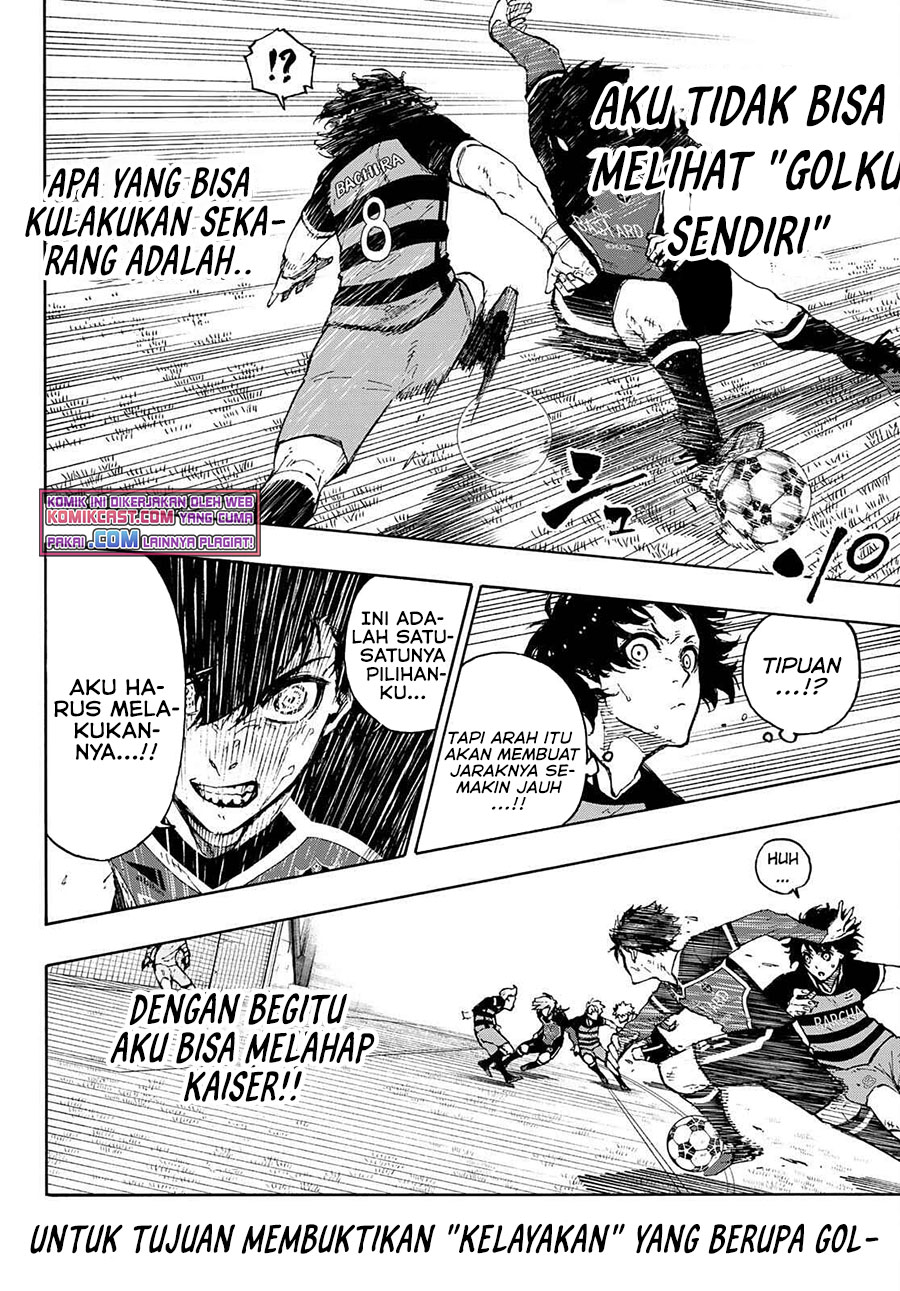 AKU TIDAK BISA
MELIHAT "GOLKU
SENDIRI"
!?
BACHIRA
8
BASTARD
APA YANG BISA
KULAKUKAN SEKA-
RANG ADALAH..
シュ
KOMIK INI DIKERJAKAN OLEH WEB
KOMIKCAST.COM YANG CUMA
PAKAI .COM LAINNYA PLAGIAT!
TIPUAN
...!?
TAPI ARAH ITU
AKAN MEMBUAT
JARAKNYA SE-
MAKIN JAUH
...!!
INI ADA-
LAH SATU-
SATUNYA
PILIHAN-
KU...
AKU HA-
RUS MELA-
KUKAN-
NYA...!!
HUH
...
BARCHA
DENGAN BEGITU
AKU BISA MELAHAP
KAISER!!
UNTUK TUJUAN MEMBUKTIKAN "KELAYAKAN" YANG BERUPA GOL-